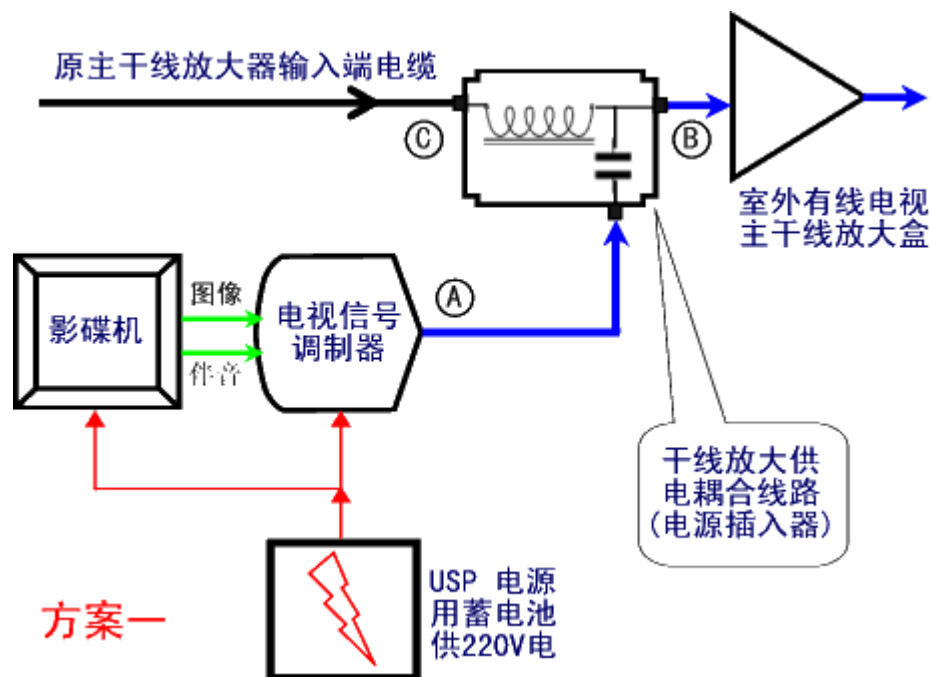 原主干线放大器输入端电缆
C
B
室外有线电视
主干线放大盒
影碟机
图像
伴音
电视信号
调制器
A
干线放大供
电耦合线路
(电源插入器)
USP 电源
用蓄电池
供220V电
方案一